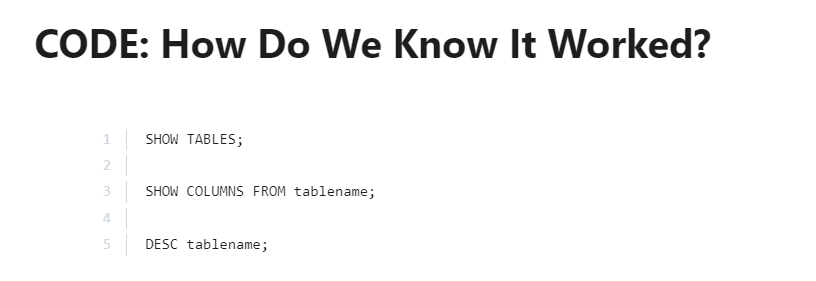 CODE: How Do We Know It Worked?
1 SHOW TABLES;
2
3 SHOW COLUMNS FROM tablename;
4
5 DESC tablename;